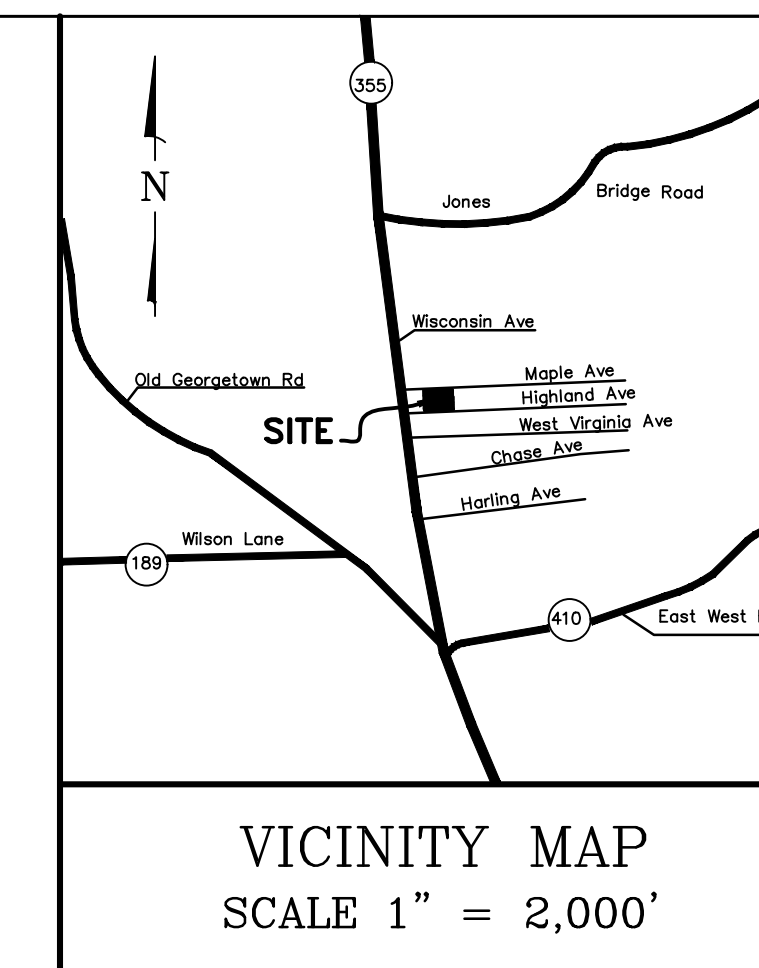 355
N
Jones
Bridge Road
Wisconsin Ave
Maple Ave
Old Georgetown Rd
Highland Ave
SITE
West Virginia Ave
Chase Ave
Harling Ave
Wilson Lane
189
410
East West
VICINITY MAP
SCALE 1" = 2,000'